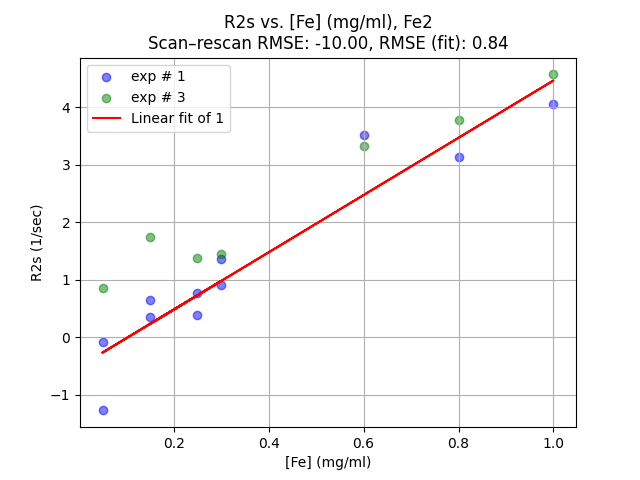 R2s vs. [Fe] (mg/ml), Fe2
Scan–rescan RMSE: -10.00, RMSE (fit): 0.84
exp # 1
exp # 3
Linear fit of 1
4
3
2
1
0
−1
R2s (1/sec)
0.2 0.4 0.6 0.8 1.0
[Fe] (mg/ml)